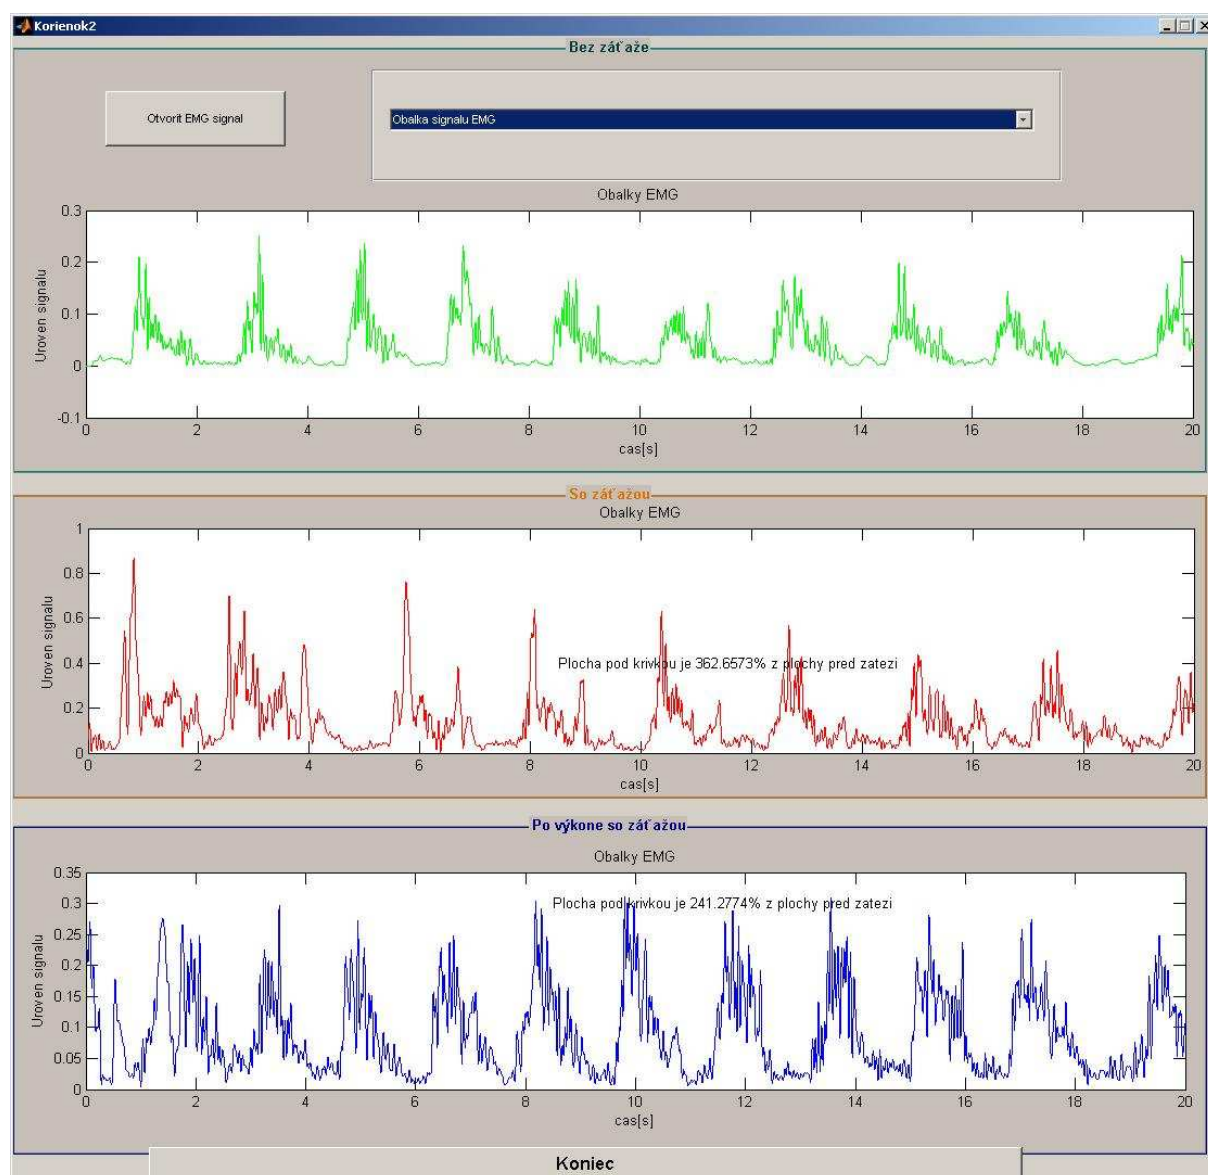 Korienok2
Bez záťaže
Otvorit EMG signal
Obalka signalu EMG
Obalky EMG
0.3
0.2
0.1
0
-0.1
Uroven signalu
0 2 4 6 8 10 12 14 16 18 20
cas[s]
So záťažou
Obalky EMG
1
0.8
0.6
0.4
0.2
0
Uroven signalu
Plocha pod krivkou je 362.6573% z plochy pred zatezi
0 2 4 6 8 10 12 14 16 18 20
cas[s]
Po výkone so záťažou
Obalky EMG
0.35
0.3
0.25
0.2
0.15
0.1
0.05
0
Uroven signalu
Plocha pod krivkou je 241.2774% z plochy pred zatezi
0 2 4 6 8 10 12 14 16 18 20
cas[s]
Koniec